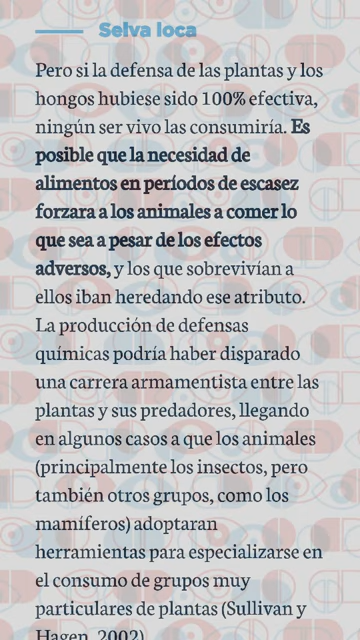 Selva loca
Pero si la defensa de las plantas y los
hongos hubiese sido 100% efectiva,
ningún ser vivo las consumiría. Es
posible que la necesidad de
alimentos en períodos de escasez
forzara a los animales a comer lo
que sea a pesar de los efectos
adversos, y los que sobrevivían a
ellos iban heredando ese atributo.
La producción de defensas
químicas podría haber disparado
una carrera armamentista entre las
plantas y sus predadores, llegando
en algunos casos a que los animales
(principalmente los insectos, pero
también otros grupos, como los
mamíferos) adoptaran
herramientas para especializarse en
el consumo de grupos muy
particulares de plantas (Sullivan y
Hagen, 2002)